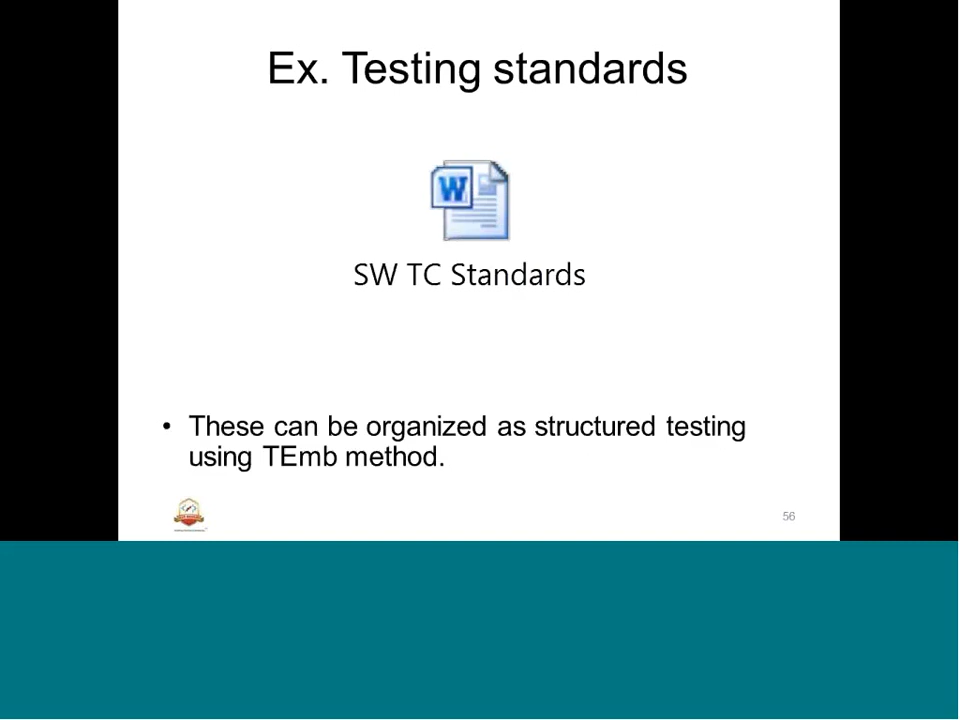 Ex. Testing standards
W
SW TC Standards
• These can be organized as structured testing
using TEmb method.
56